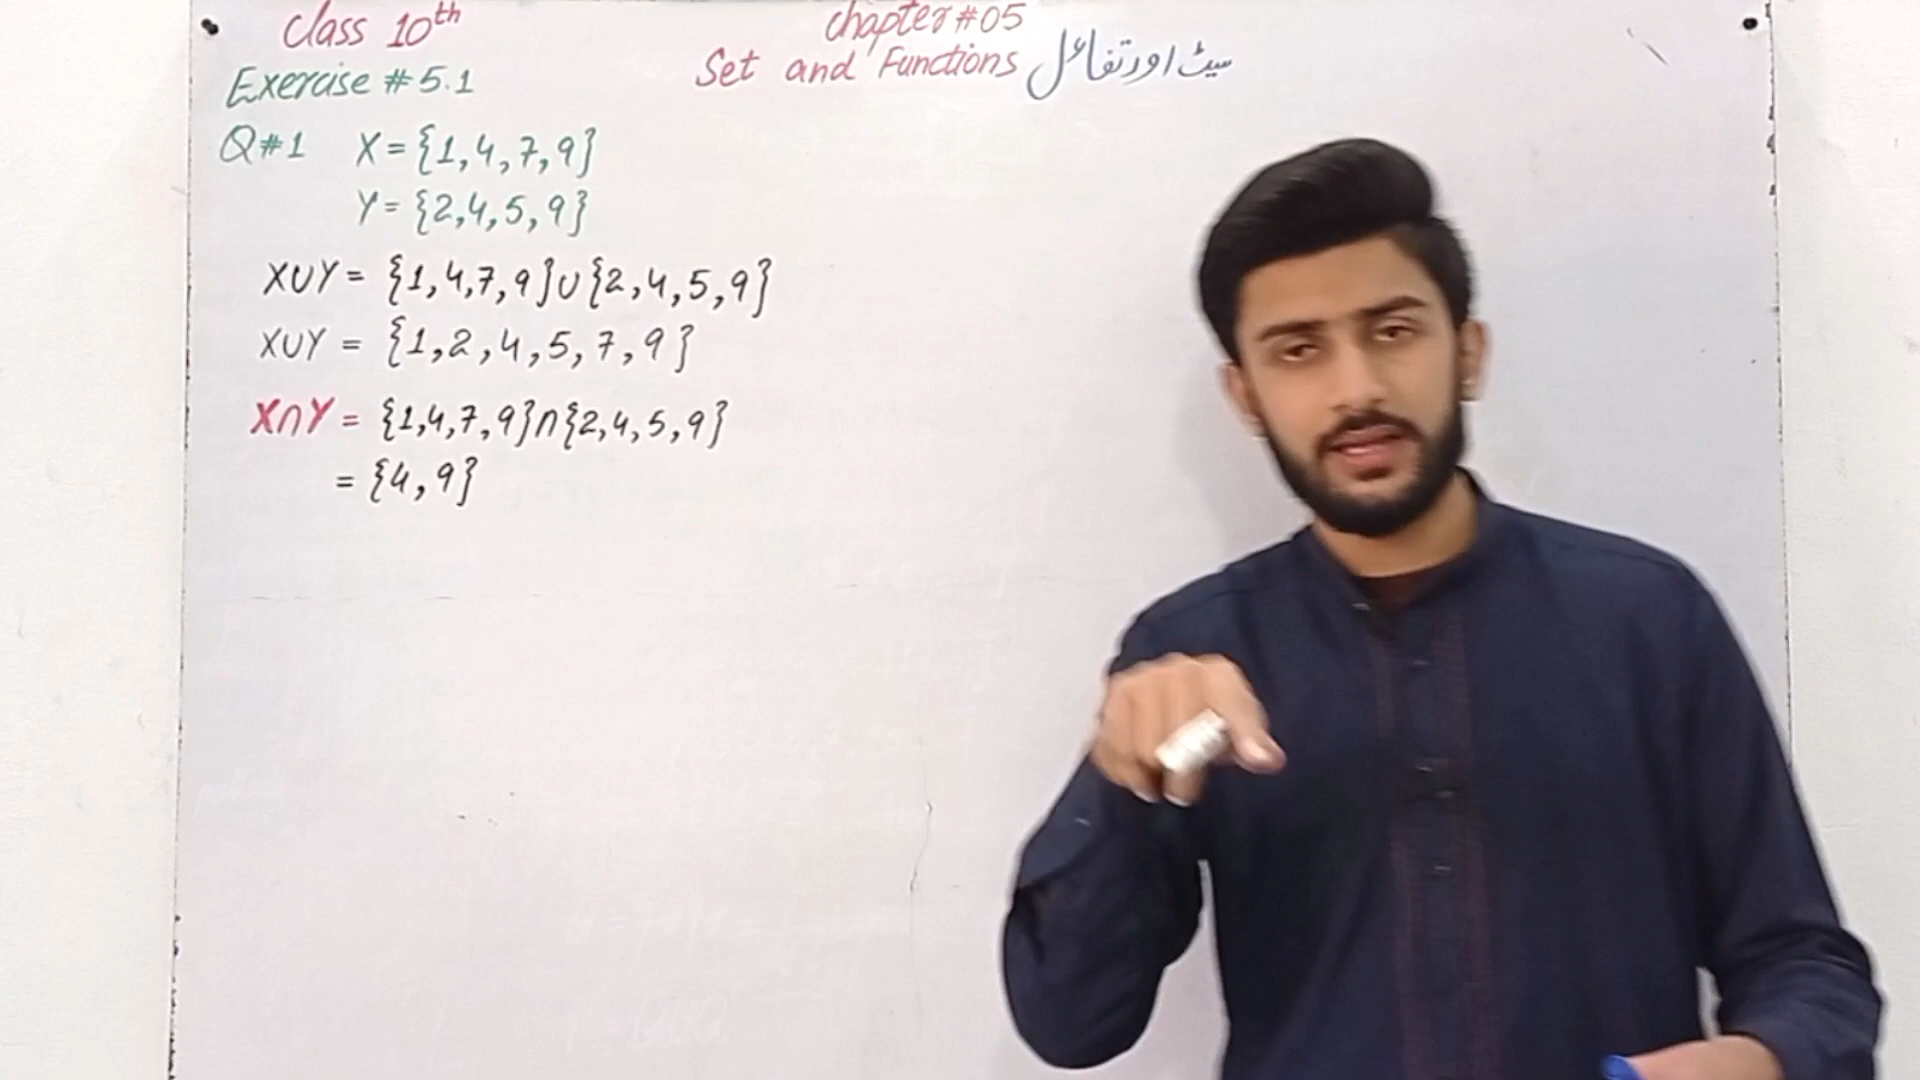 Class 10th
Chapter #05
Exercise #5.1
Set and Functions سیٹ اور تفاعل
Q#1 X={1,4,7,9}
Y={2,4,5,9}
X∪Y= {1,4,7,9}∪{2,4,5,9}
X∪Y = {1,2,4,5,7,9}
X∩Y = {1,4,7,9}∩{2,4,5,9}
= {4,9}